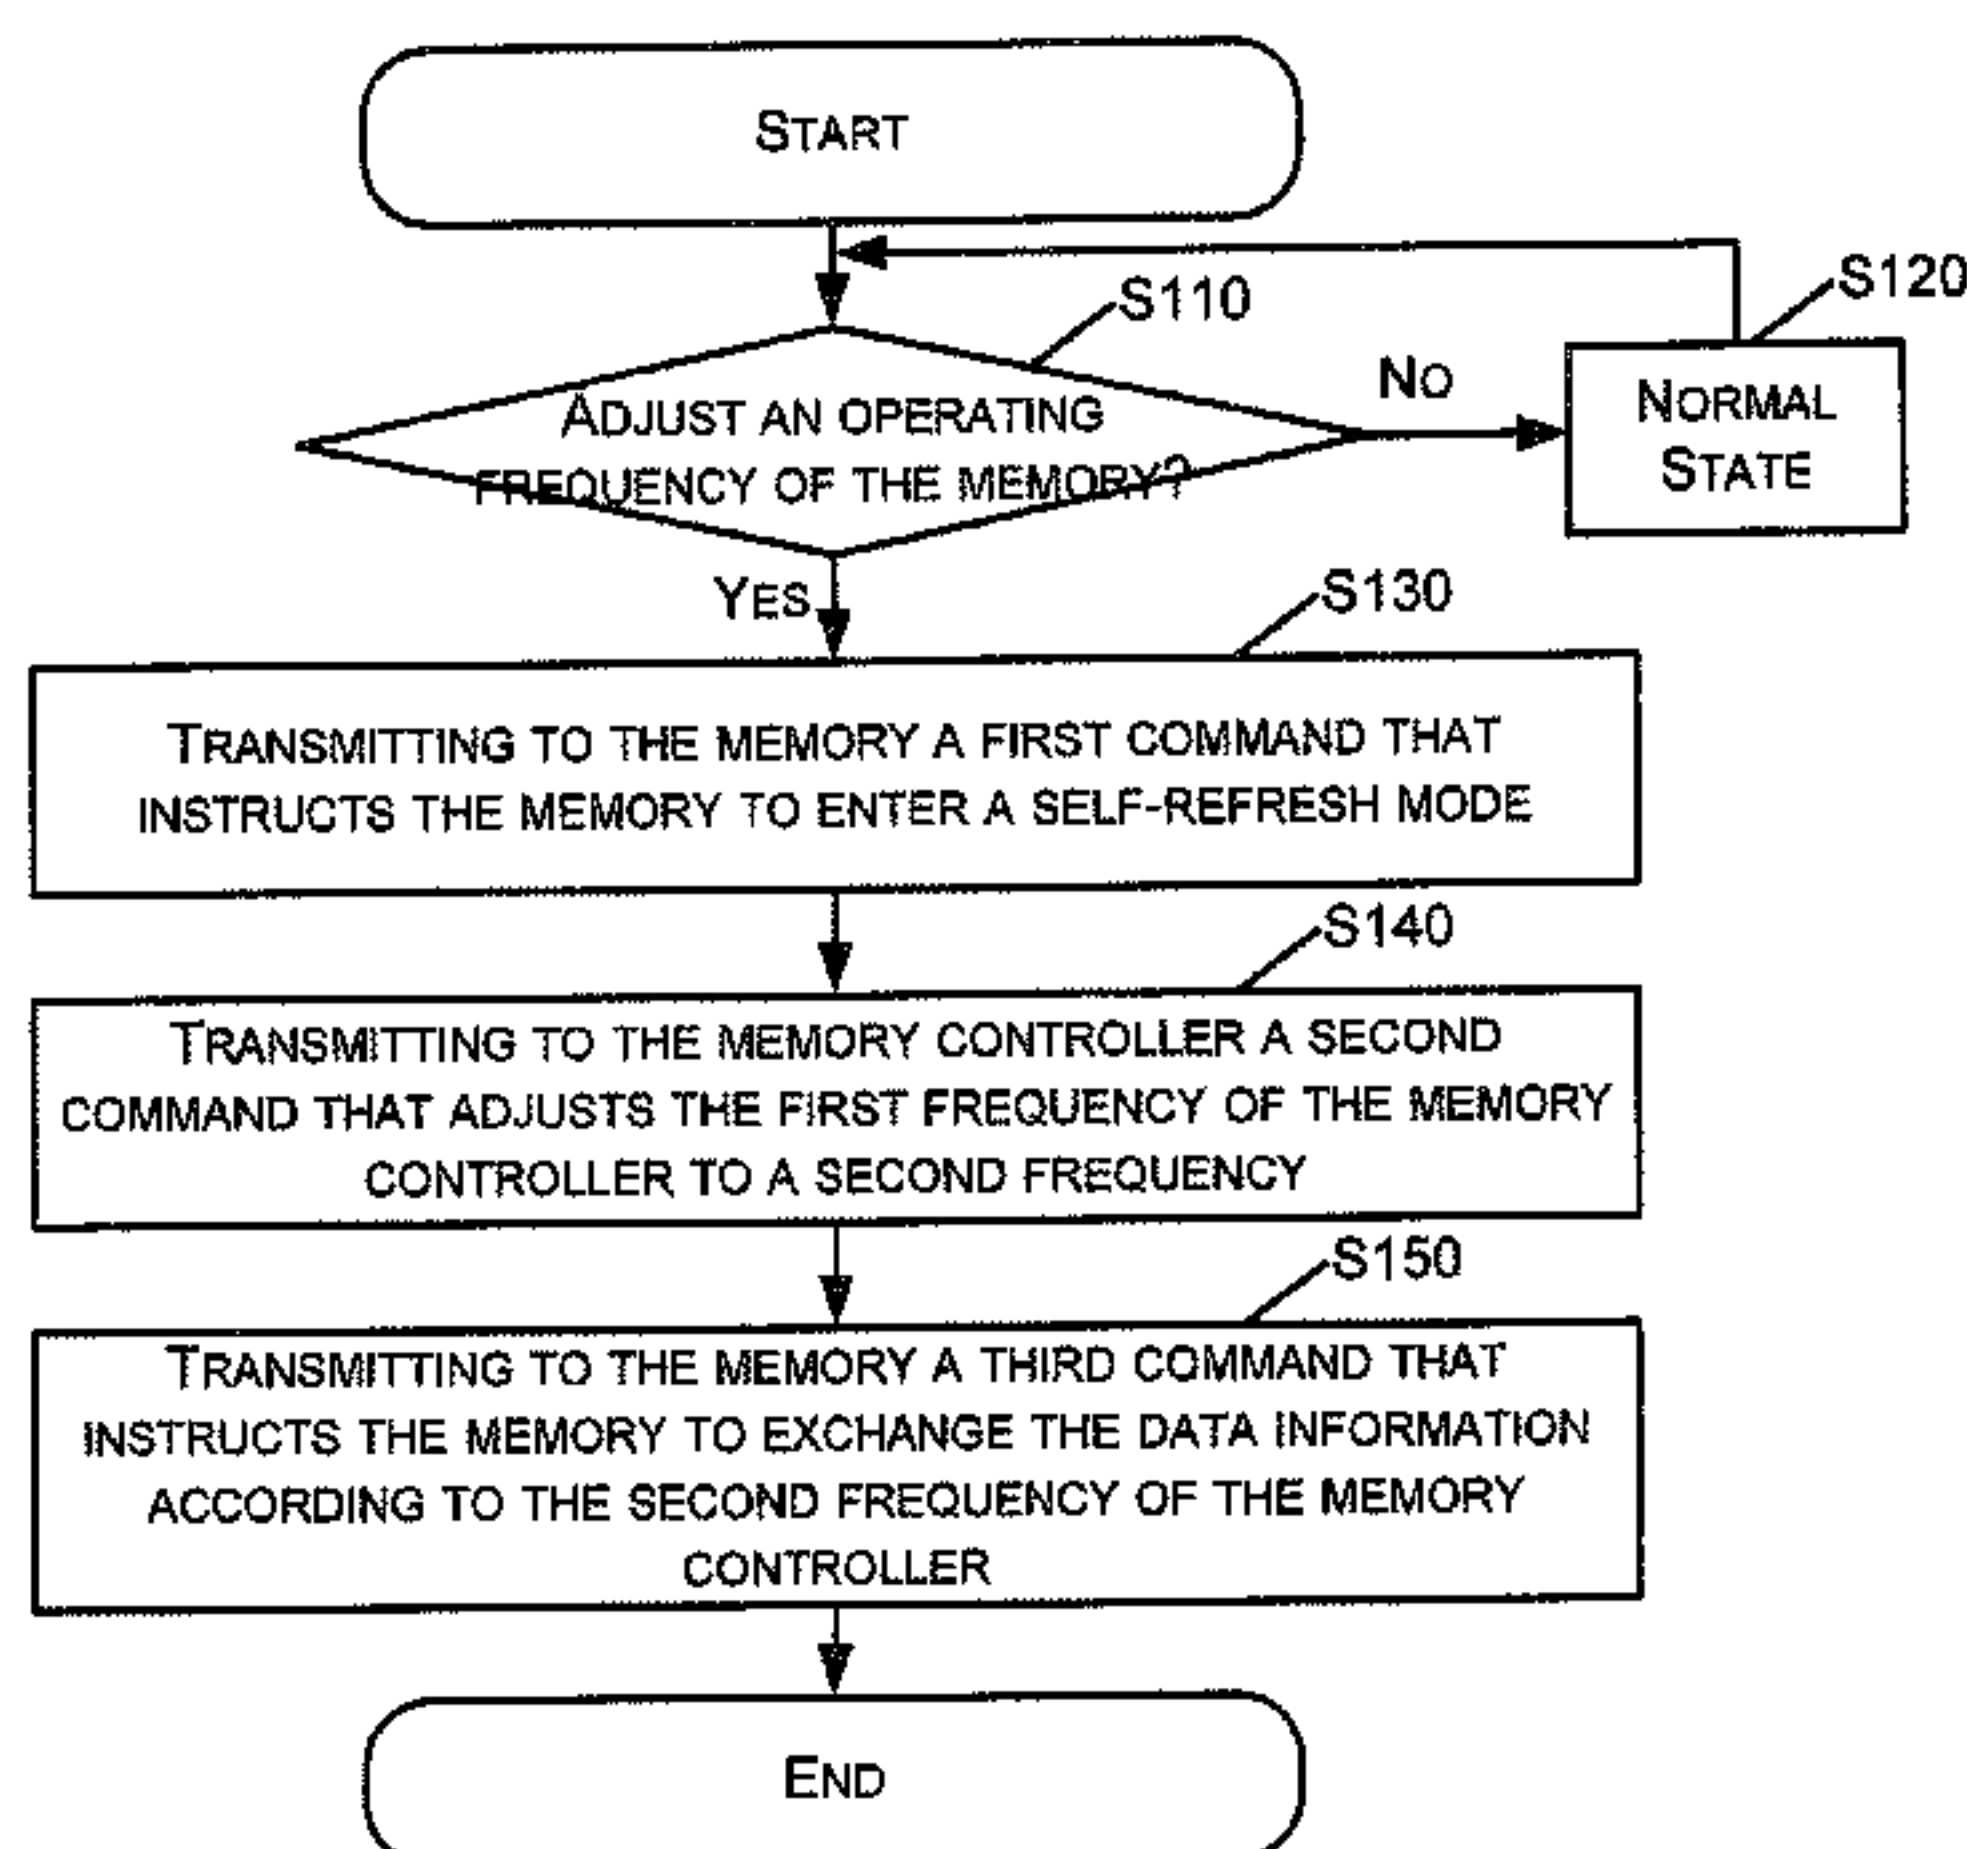 START
S110
S120
ADJUST AN OPERATING
FREQUENCY OF THE MEMORY?
NO
NORMAL
STATE
YES
S130
TRANSMITTING TO THE MEMORY A FIRST COMMAND THAT
INSTRUCTS THE MEMORY TO ENTER A SELF-REFRESH MODE
S140
TRANSMITTING TO THE MEMORY CONTROLLER A SECOND
COMMAND THAT ADJUSTS THE FIRST FREQUENCY OF THE MEMORY
CONTROLLER TO A SECOND FREQUENCY
S150
TRANSMITTING TO THE MEMORY A THIRD COMMAND THAT
INSTRUCTS THE MEMORY TO EXCHANGE THE DATA INFORMATION
ACCORDING TO THE SECOND FREQUENCY OF THE MEMORY
CONTROLLER
END